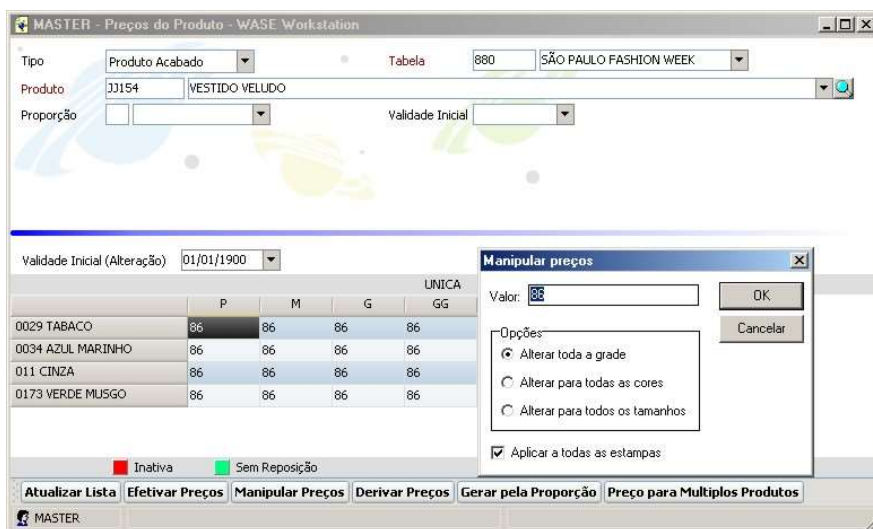 MASTER - Preços do Produto - WASE Workstation
Tipo Produto Acabado Tabela 880 SÃO PAULO FASHION WEEK
Produto JJ154 VESTIDO VELUDO
Proporção Validade Inicial
Validade Inicial (Alteração) 01/01/1900
UNICA
P M G GG
0029 TABACO 86 86 86 86
0034 AZUL MARINHO 86 86 86 86
011 CINZA 86 86 86 86
0173 VERDE MUSGO 86 86 86 86
Manipular preços
Valor: 86 OK
Cancelar
Opções
Alterar toda a grade
Alterar para todas as cores
Alterar para todos os tamanhos
Aplicar a todas as estampas
Inativa Sem Reposição
Atualizar Lista Efetivar Preços Manipular Preços Derivar Preços Gerar pela Proporção Preço para Multiplos Produtos
MASTER